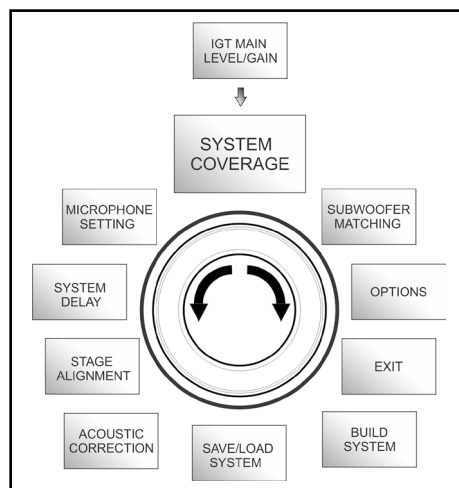 IGT MAIN
LEVEL/GAIN
SYSTEM
COVERAGE
MICROPHONE
SETTING
SUBWOOFER
MATCHING
SYSTEM
DELAY
OPTIONS
STAGE
ALIGNMENT
EXIT
ACOUSTIC
CORRECTION
SAVE/LOAD
SYSTEM
BUILD
SYSTEM